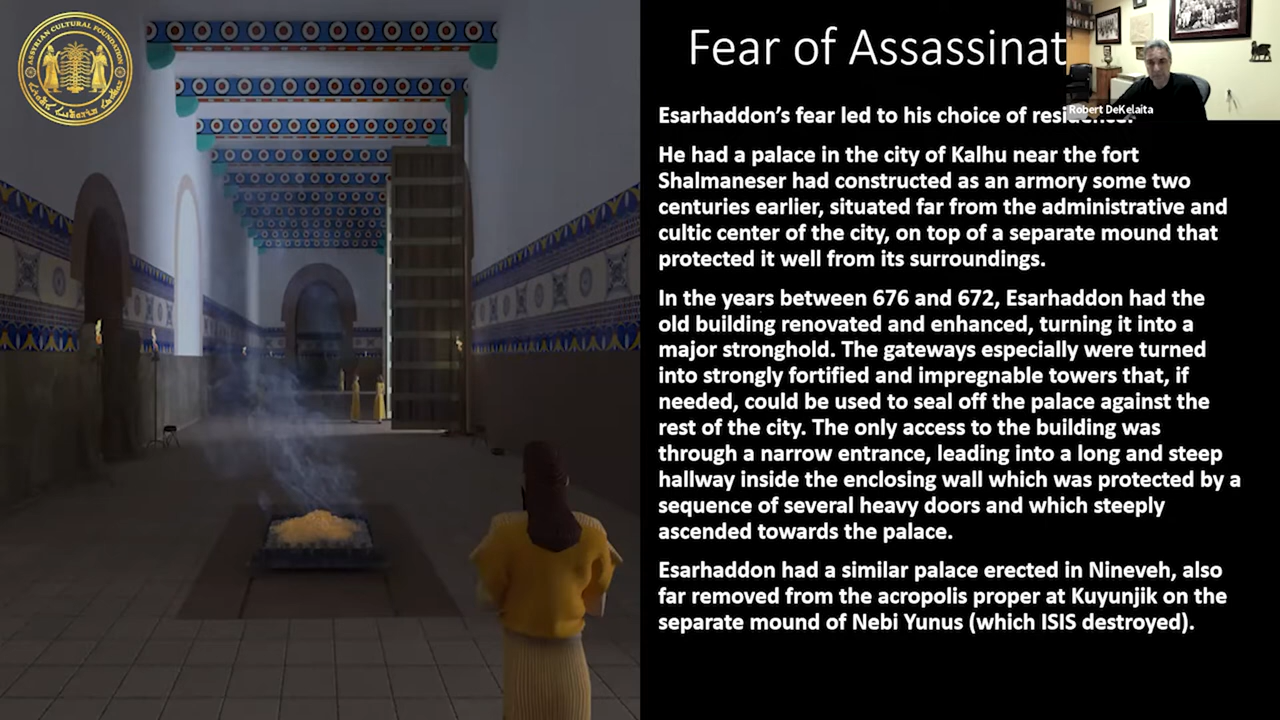 ASSYRIAN CULTURAL FOUNDATION
Fear of Assassinat
Robert DeKelaita
Esarhaddon's fear led to his choice of residence.
He had a palace in the city of Kalhu near the fort
Shalmaneser had constructed as an armory some two
centuries earlier, situated far from the administrative and
cultic center of the city, on top of a separate mound that
protected it well from its surroundings.
In the years between 676 and 672, Esarhaddon had the
old building renovated and enhanced, turning it into a
major stronghold. The gateways especially were turned
into strongly fortified and impregnable towers that, if
needed, could be used to seal off the palace against the
rest of the city. The only access to the building was
through a narrow entrance, leading into a long and steep
hallway inside the enclosing wall which was protected by a
sequence of several heavy doors and which steeply
ascended towards the palace.
Esarhaddon had a similar palace erected in Nineveh, also
far removed from the acropolis proper at Kuyunjik on the
separate mound of Nebi Yunus (which ISIS destroyed).